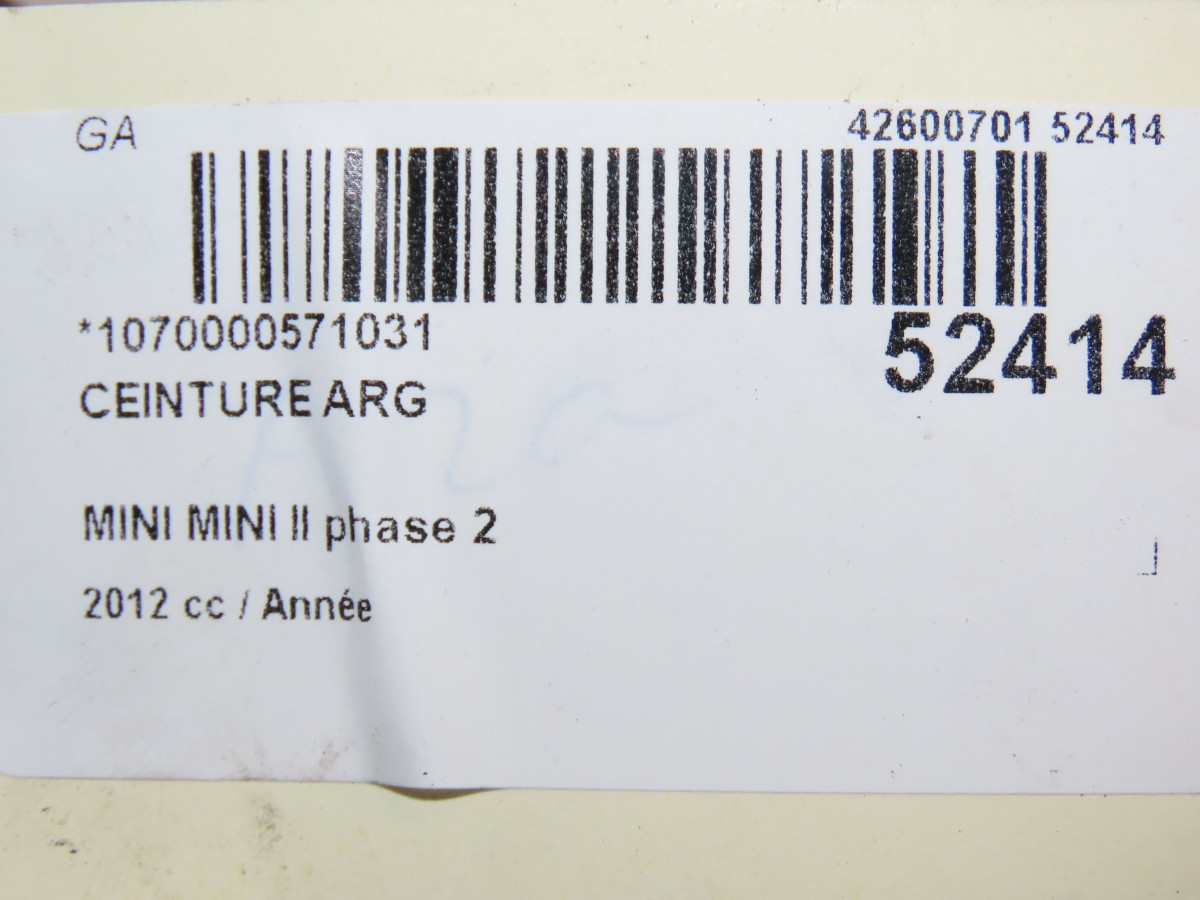 GA
42600701 52414
*1070000571031
52414
CEINTURE ARG
MINI MINI II phase 2
2012 cc / Année